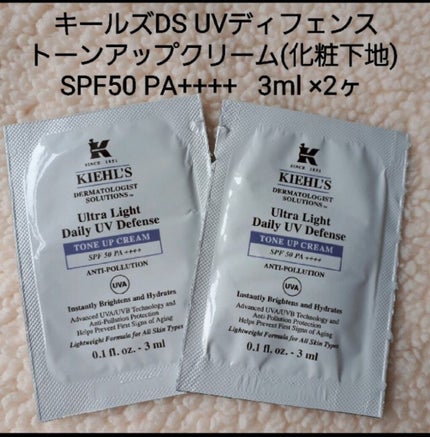 キールズDS UVディフェンス
トーンアップクリーム(化粧下地)
SPF50 PA++++ 3ml ×2ヶ
K
SINCE 1851
KIEHL'S
DERMATOLOGIST
SOLUTIONS™
Ultra Light
Daily UV Defense
TONE UP CREAM
SPF 50 PA ++++
ANTI-POLLUTION
UVA
Instantly Brightens and Hydrates
Advanced UVA/UVB Technology and
Anti-Pollution Protection
Helps Prevent First Signs of Aging
Lightweight Formula for All Skin Types
0.1 fl. oz. - 3 ml
K
SINCE 1851
KIEHL'S
DERMATOLOGIST
SOLUTIONS™
Ultra Light
Daily UV Defense
TONE UP CREAM
SPF 50 PA ++++
ANTI-POLLUTION
UVA
Instantly Brightens and Hydrates
Advanced UVA/UVB Technology and
Anti-Pollution Protection
Helps Prevent First Signs of Aging
Lightweight Formula for All Skin Types
0.1 fl. oz. - 3 ml